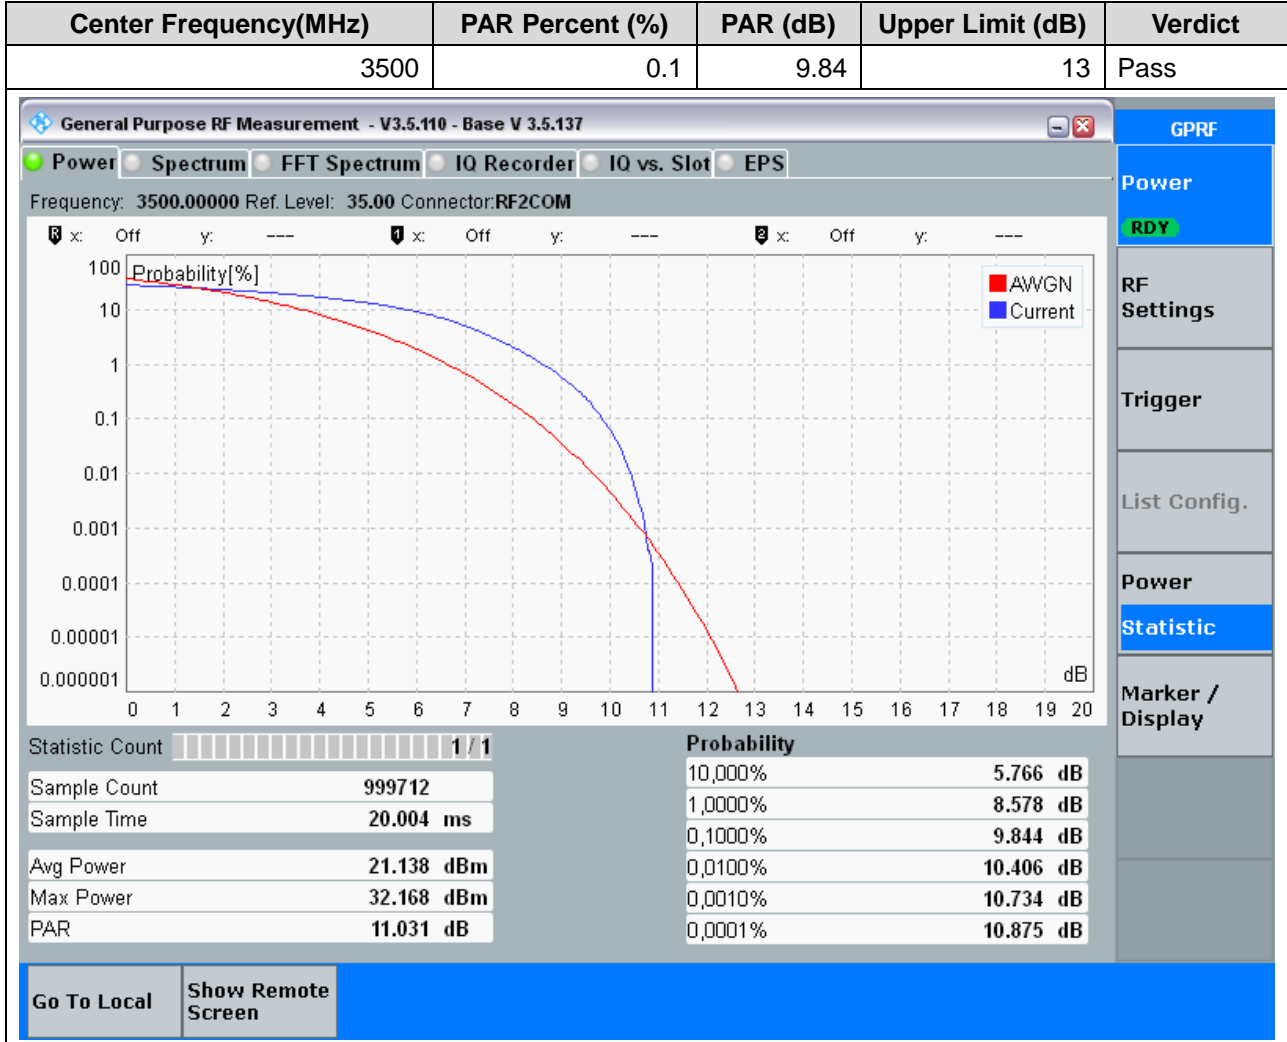 Center Frequency(MHz) PAR Percent (%) PAR (dB) Upper Limit (dB) Verdict
3500 0.1 9.84 13 Pass
General Purpose RF Measurement - V3.5.110 - Base V 3.5.137
GPRF
Power Spectrum FFT Spectrum IQ Recorder IQ vs. Slot EPS
Frequency: 3500.00000 Ref. Level: 35.00 Connector:RF2COM
R x: Off y: --- 1 x: Off y: --- 2 x: Off y: ---
Probability[%]
AWGN
Current
100
10
1
0.1
0.01
0.001
0.0001
0.00001
0.000001
dB
0 1 2 3 4 5 6 7 8 9 10 11 12 13 14 15 16 17 18 19 20
Power
RDY
RF
Settings
Trigger
List Config.
Power
Statistic
Marker /
Display
Statistic Count 1 / 1
Sample Count 999712
Sample Time 20.004 ms
Avg Power 21.138 dBm
Max Power 32.168 dBm
PAR 11.031 dB
Probability
10,000% 5.766 dB
1,0000% 8.578 dB
0,1000% 9.844 dB
0,0100% 10.406 dB
0,0010% 10.734 dB
0,0001% 10.875 dB
Go To Local
Show Remote
Screen